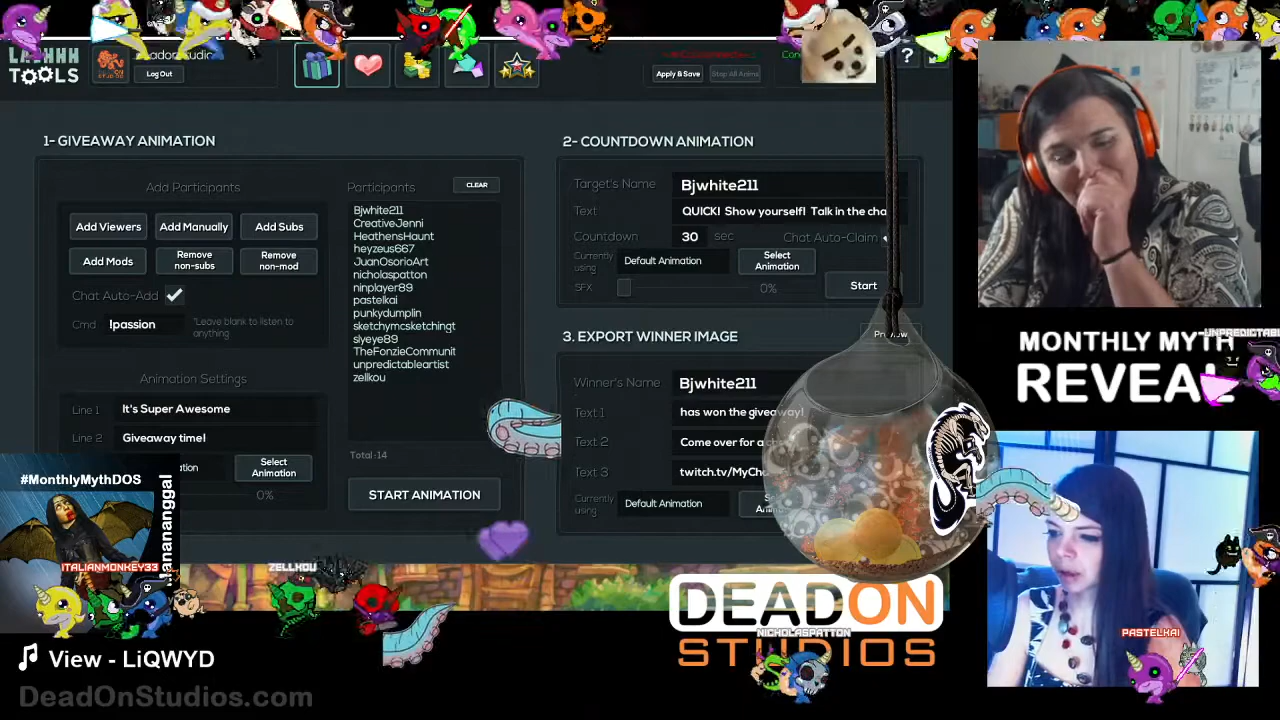 TOOLS
Log Out
Apply & Save
Stop All Anims
?
1- GIVEAWAY ANIMATION
Add Participants
Participants
CLEAR
Add Viewers
Add Manually
Add Subs
Add Mods
Remove
non-subs
Remove
non-mod
Chat Auto-Add
Cmd
!passion
*Leave blank to listen to
anything
Bjwhite211
CreativeJenni
HeathensHaunt
heyzeus667
JuanOsorioArt
nicholaspatton
ninplayer89
pastelkai
punkydumplin
sketchymcsketchingt
slyeye89
TheFonzieCommunit
unpredictableartist
zellkou
Total :14
START ANIMATION
Animation Settings
Line 1
It's Super Awesome
Line 2
Giveaway time!
Select
Animation
0%
2- COUNTDOWN ANIMATION
Target's Name
Bjwhite211
Text
QUICK! Show yourself! Talk in the cha
Countdown
30
sec
Chat Auto-Claim
Currently
using
Default Animation
Select
Animation
SFX
0%
Start
3. EXPORT WINNER IMAGE
Winner's Name
Bjwhite211
Text 1
has won the giveaway!
Text 2
Come over for a
Text 3
twitch.tv/MyCh
Currently
using
Default Animation
MONTHLY MYTH
REVEAL
#MonthlyMythDOS
ITALIANMONKEY33
ZELLKOU
DEADON
STUDIOS
NICHOLASPATTON
PASTELKAI
View - LiQWYD
DeadOnStudios.com